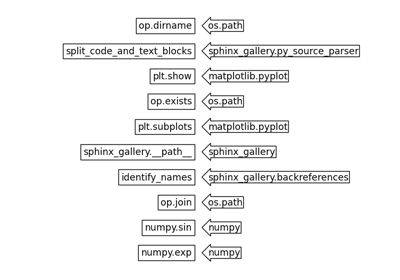 op.dirname os.path
split_code_and_text_blocks sphinx_gallery.py_source_parser
plt.show matplotlib.pyplot
op.exists os.path
plt.subplots matplotlib.pyplot
sphinx_gallery.__path__ sphinx_gallery
identify_names sphinx_gallery.backreferences
op.join os.path
numpy.sin numpy
numpy.exp numpy